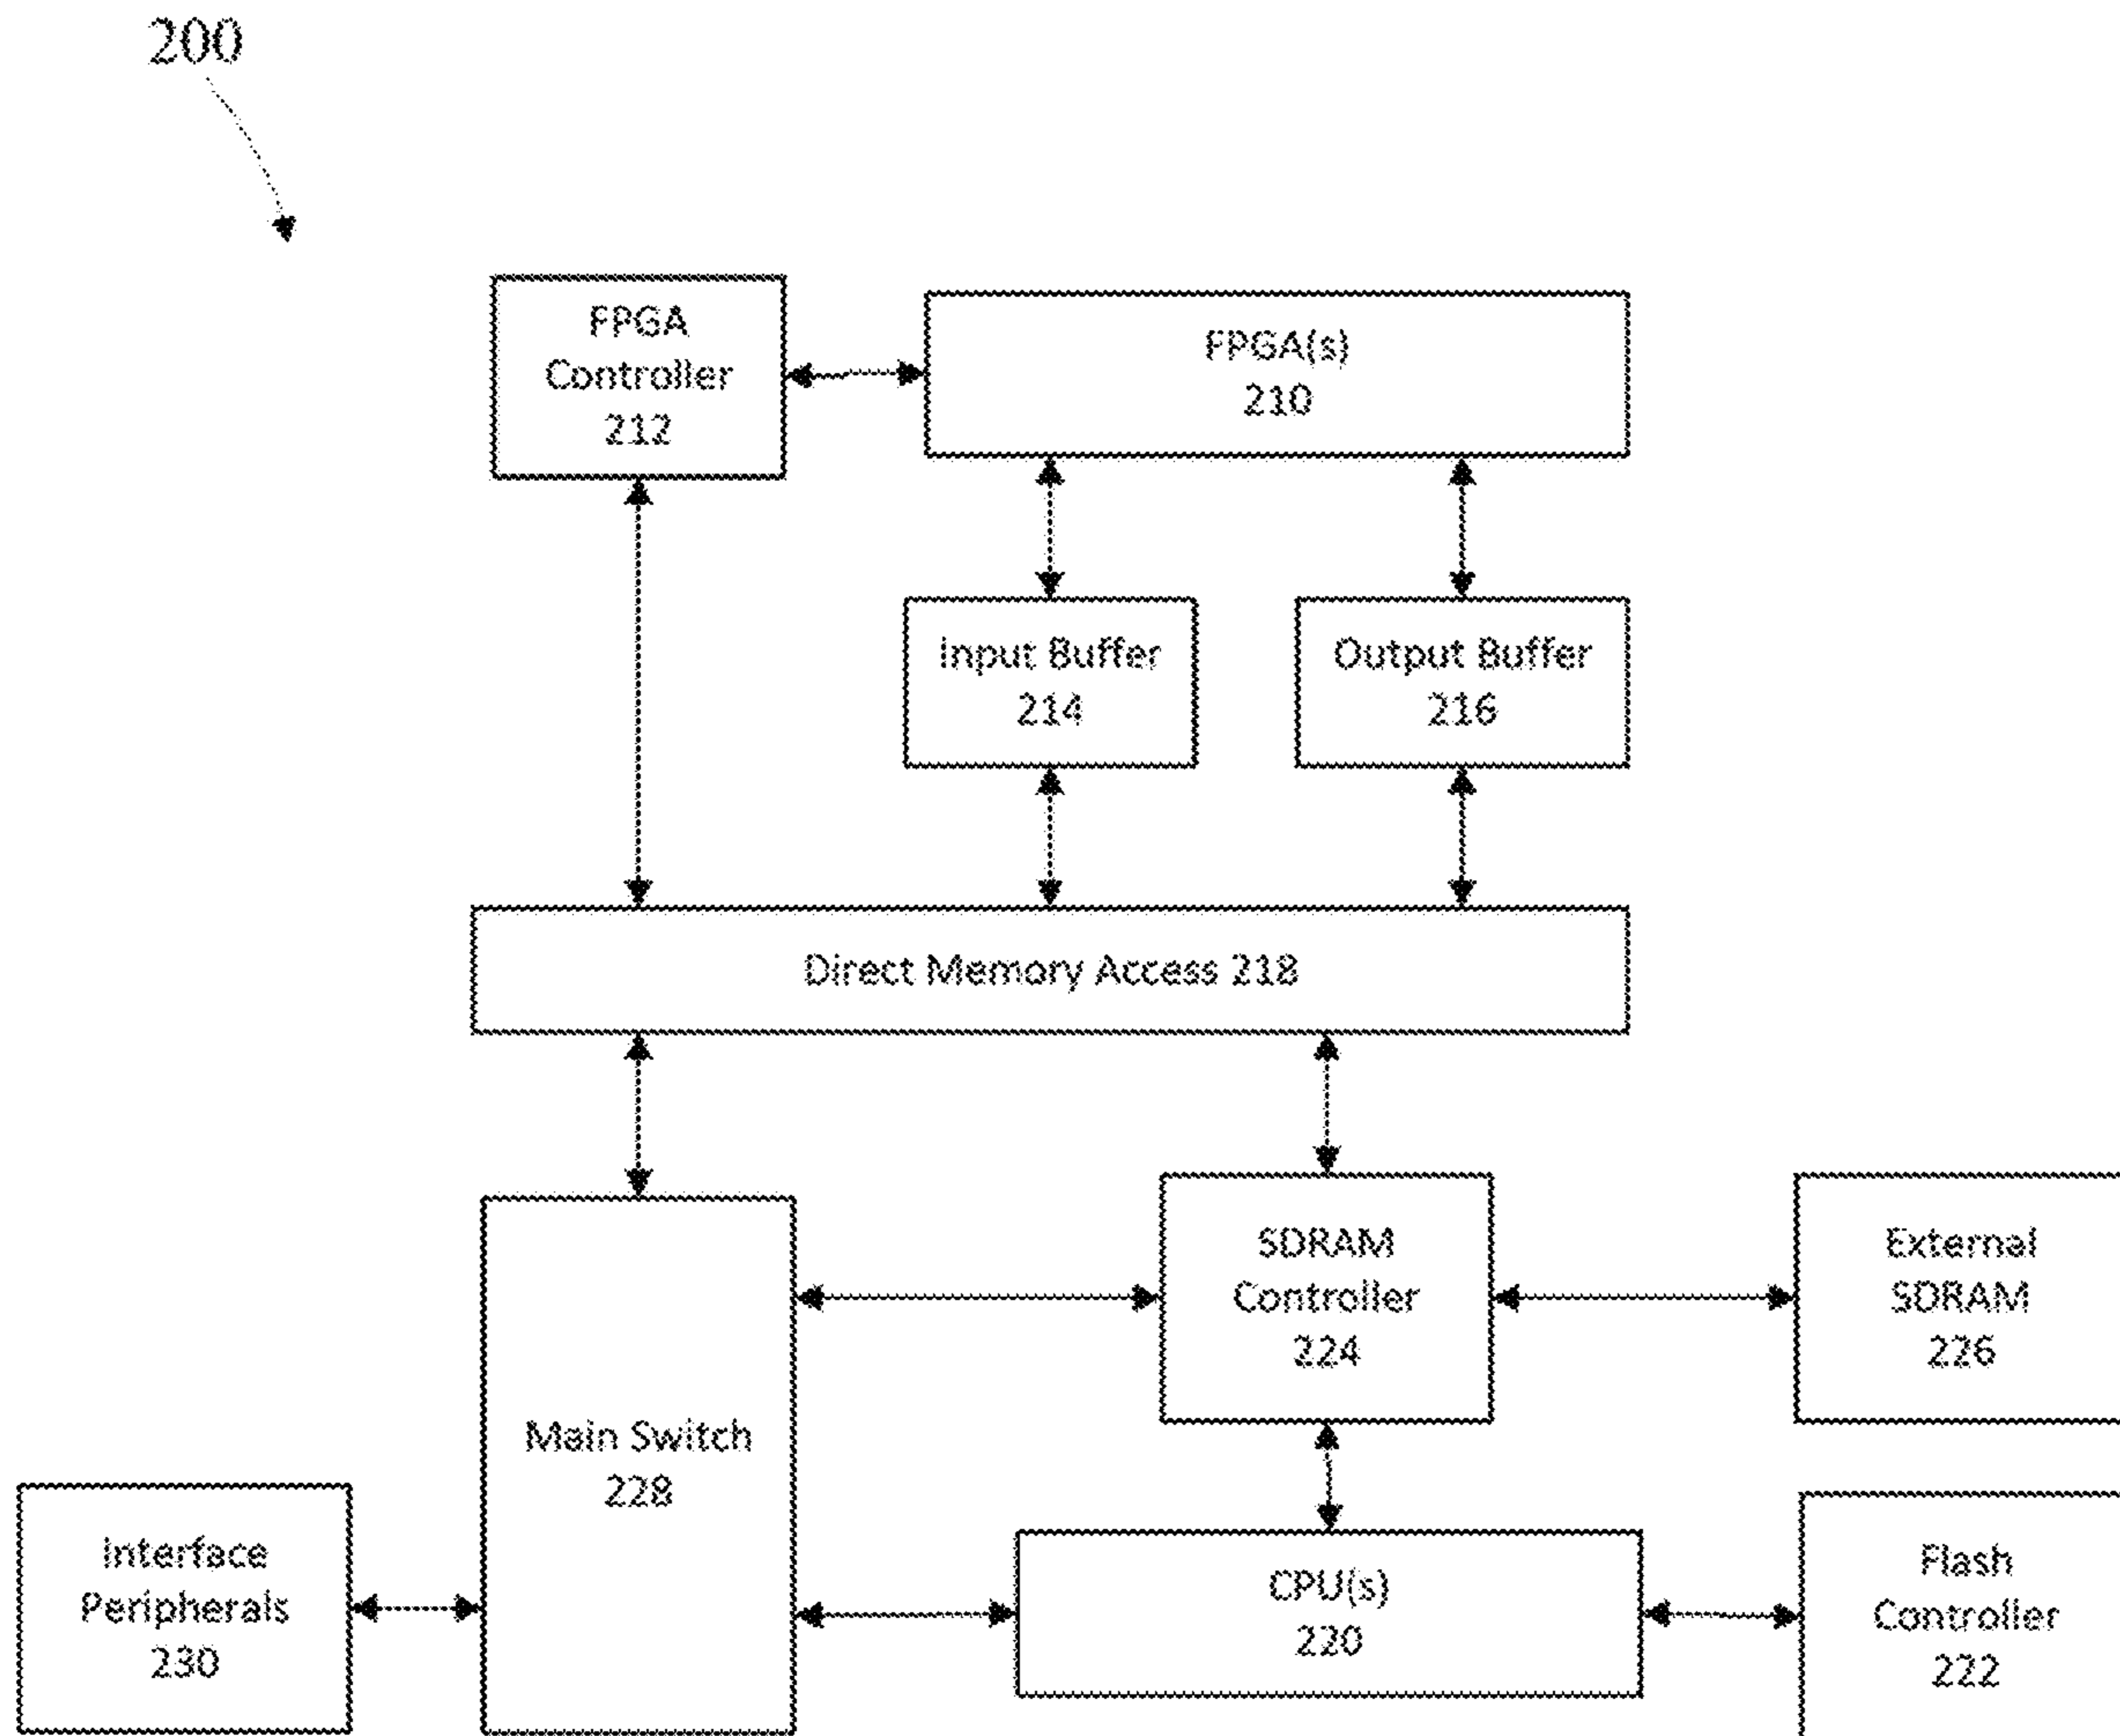 200
FPGA
Controller
212
FPGA(s)
210
Input Buffer
214
Output Buffer
216
Direct Memory Access 218
Main Switch
228
SDRAM
Controller
224
External
SDRAM
226
Interface
Peripherals
230
CPU(s)
220
Flash
Controller
222